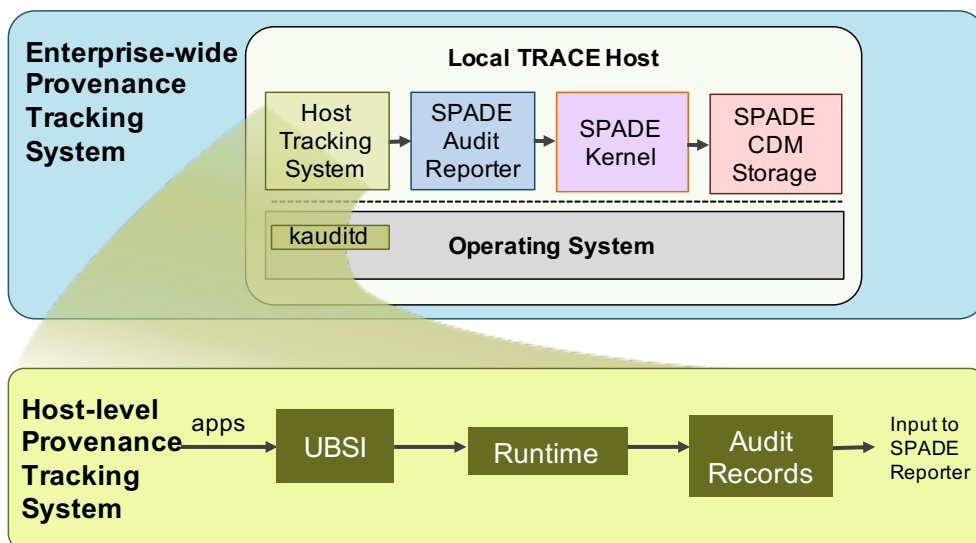 Enterprise-wide
Provenance
Tracking
System
Local TRACE Host
Host
Tracking
System
SPADE
Audit
Reporter
SPADE
Kernel
SPADE
CDM
Storage
kauditd
Operating System
Host-level
Provenance
Tracking
System
apps
UBSI
Runtime
Audit
Records
Input to
SPADE
Reporter